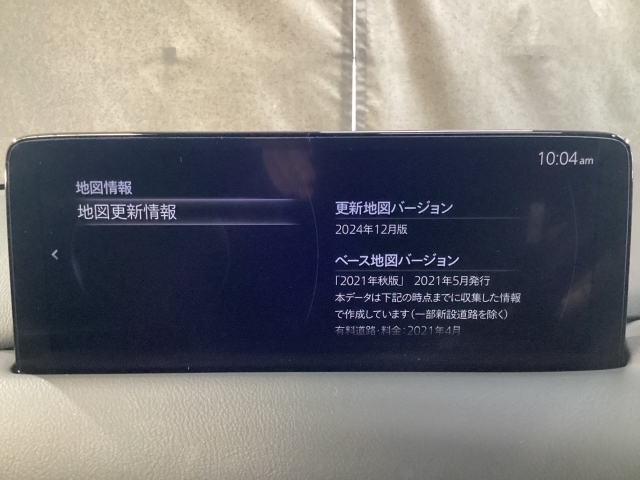 10:04 am
地図情報
地図更新情報
更新地図バージョン
2024年12月版
ベース地図バージョン
「2021年秋版」 2021年5月発行
本データは下記の時点までに収集した情報
で作成しています(一部新設道路を除く)
有料道路・料金:2021年4月